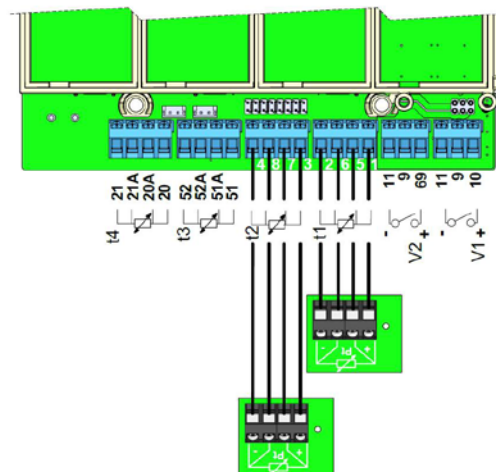 4 8 7 3 2 6 5 1
21 21A 20A 20 52 52A 51A 51 11 9 69 11 9 10
t4 t3 t2 t1 - V2 + - V1 +
- Pt +
- Pt +